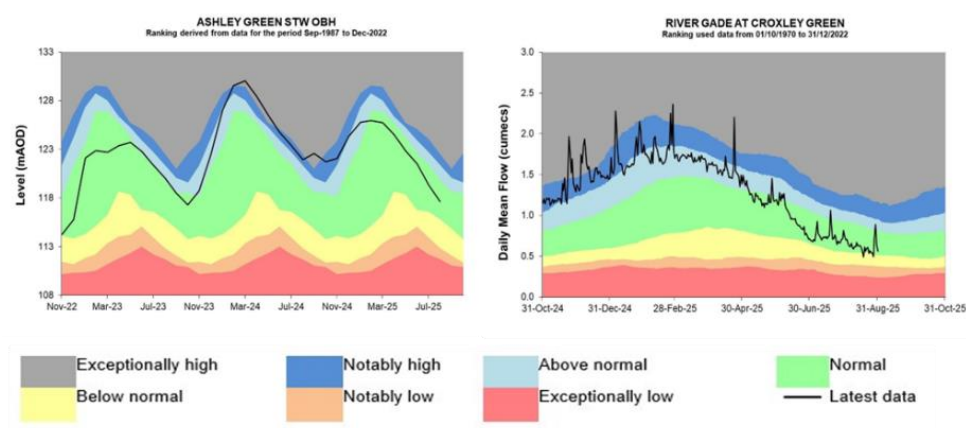 ASHLEY GREEN STW OBH
Ranking derived from data for the period Sep-1987 to Dec-2022
Level (mAOD)
133
128
123
118
113
108
Nov-22 Mar-23 Jul-23 Nov-23 Mar-24 Jul-24 Nov-24 Mar-25 Jul-25
RIVER GADE AT CROXLEY GREEN
Ranking used data from 01/10/1970 to 31/12/2022
Daily Mean Flow (cumecs)
3.0
2.5
2.0
1.5
1.0
0.5
0.0
31-Oct-24 31-Dec-24 28-Feb-25 30-Apr-25 30-Jun-25 31-Aug-25 31-Oct-25
Exceptionally high Notably high Above normal Normal
Below normal Notably low Exceptionally low Latest data